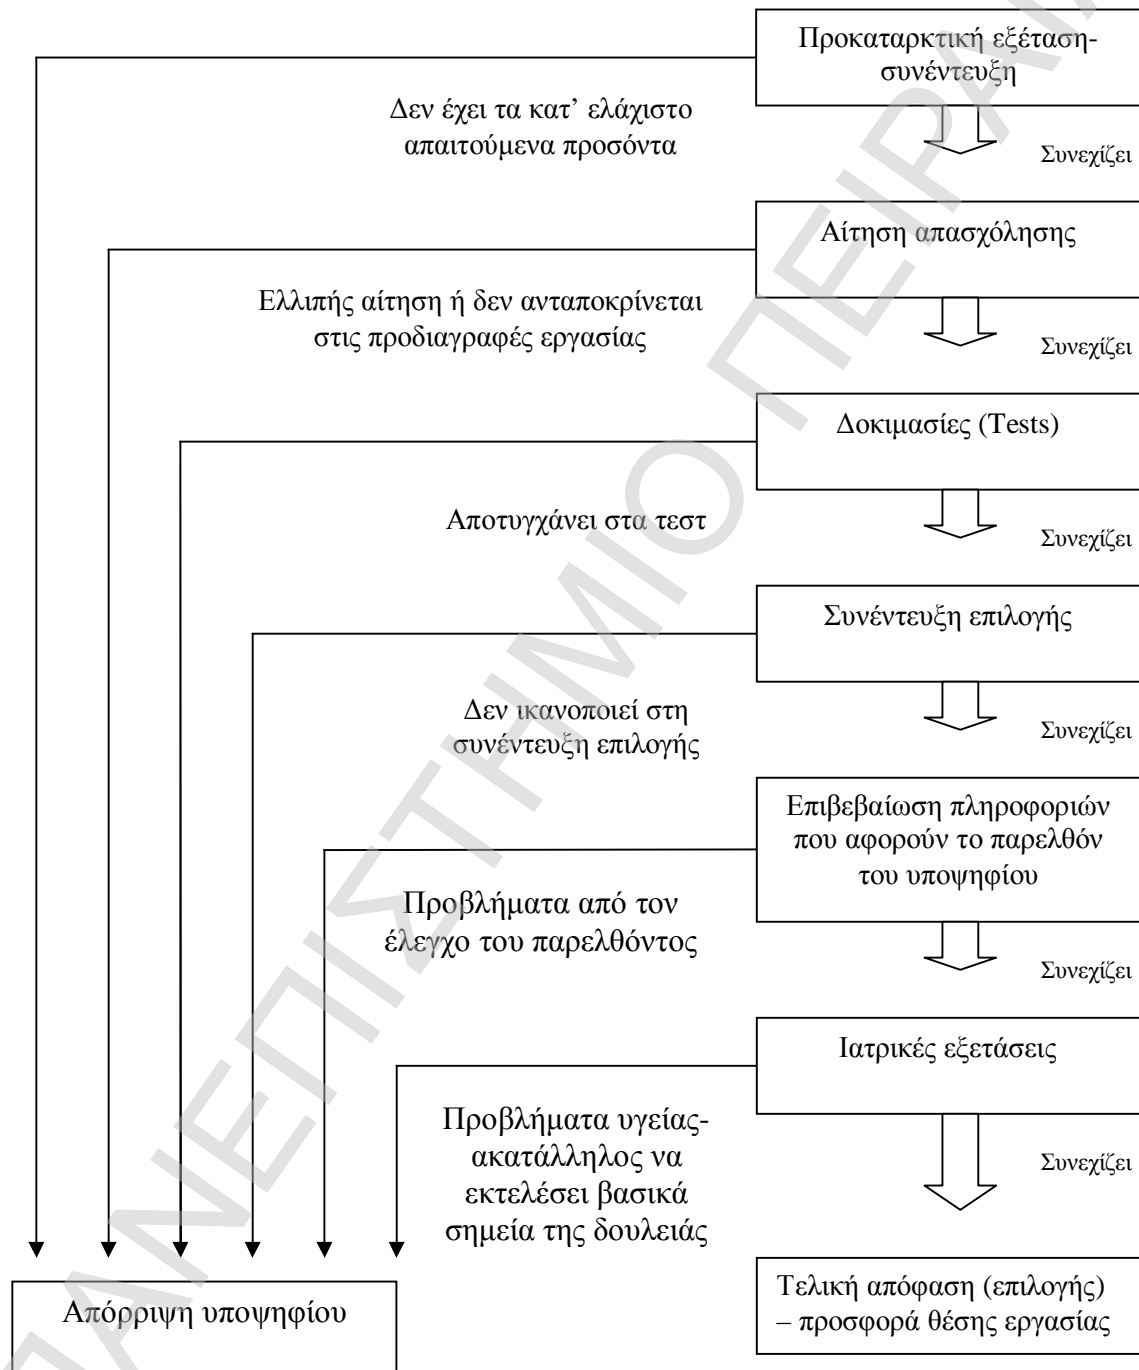 Προκαταρκτική εξέταση-
συνέντευξη
Δεν έχει τα κατ’ ελάχιστο
απαιτούμενα προσόντα
Συνεχίζει
Αίτηση απασχόλησης
Ελλιπής αίτηση ή δεν ανταποκρίνεται
στις προδιαγραφές εργασίας
Συνεχίζει
Δοκιμασίες (Tests)
Αποτυγχάνει στα τεστ
Συνεχίζει
Συνέντευξη επιλογής
Δεν ικανοποιεί στη
συνέντευξη επιλογής
Συνεχίζει
Επιβεβαίωση πληροφοριών
που αφορούν το παρελθόν
του υποψηφίου
Προβλήματα από τον
έλεγχο του παρελθόντος
Συνεχίζει
Ιατρικές εξετάσεις
Προβλήματα υγείας-
ακατάλληλος να
εκτελέσει βασικά
σημεία της δουλειάς
Συνεχίζει
Απόρριψη υποψηφίου
Τελική απόφαση (επιλογής)
– προσφορά θέσης εργασίας
ΠΑΝΕΠΙΣΤΗΜΙΟ ΠΕΙΡΑΙΑ